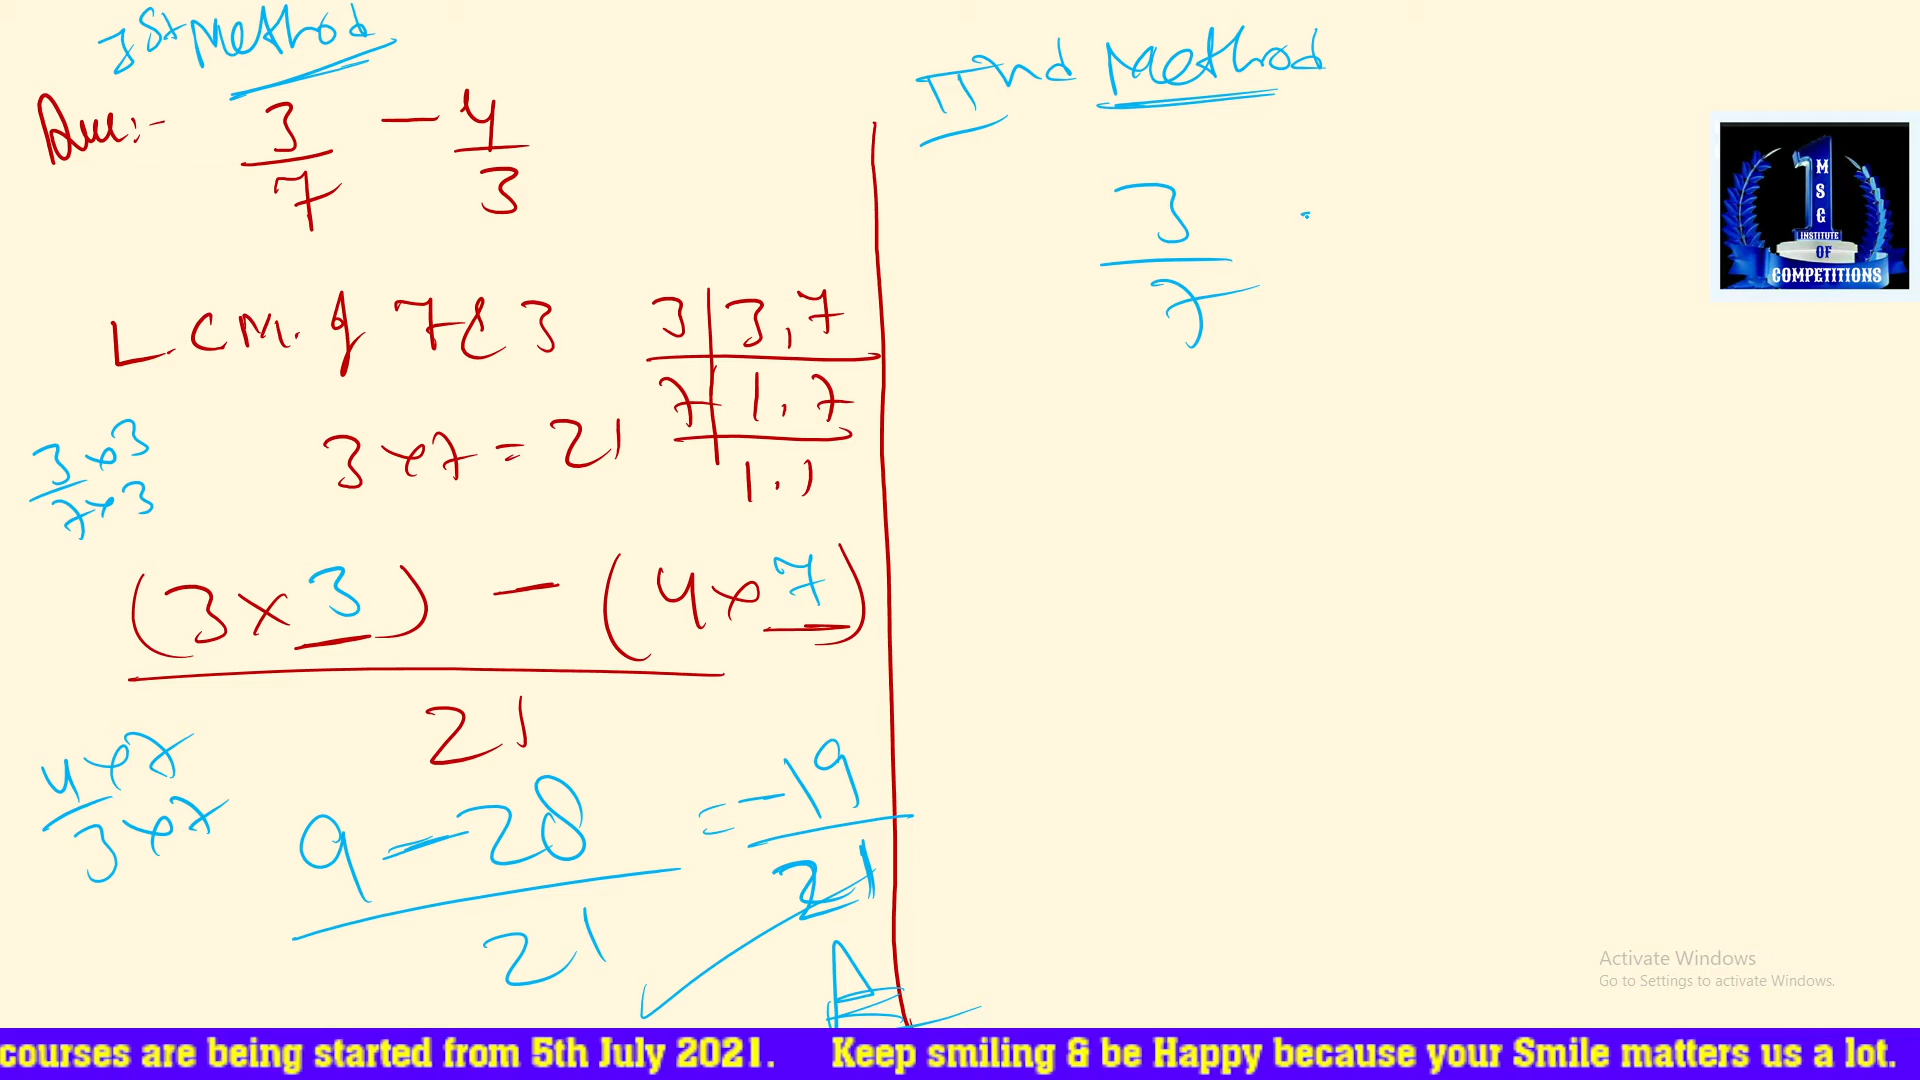 Ist Method
Que:- 3/7 - 4/3
L.C.M. of 7 & 3
3 | 3, 7
7 | 1, 7
1, 1
3 × 7 = 21
3×3/7×3
(3 × 3) - (4 × 7)
21
4×7/3×7
9 - 28/21 = -19/21
A
IInd Method
3/7
1
MSG
INSTITUTE
OF
COMPETITIONS
Activate Windows
Go to Settings to activate Windows.
courses are being started from 5th July 2021. Keep smiling & be Happy because your Smile matters us a lot.